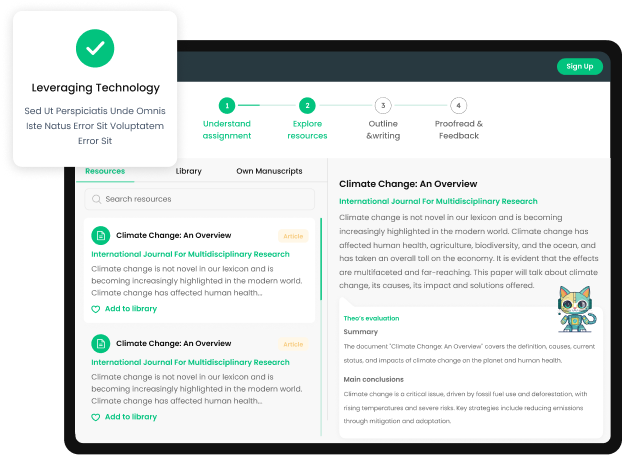 Leveraging Technology
Sed Ut Perspiciatis Unde Omnis
Iste Natus Error Sit Voluptatem
Error Sit
Sign Up
1
2
3
4
Understand
assignment
Explore
resources
Outline
&writing
Proofread &
Feedback
Resources
Library
Own Manuscripts
Search resources
Climate Change: An Overview
Article
International Journal For Multidisciplinary Research
Climate change is not novel in our lexicon and is
becoming increasingly highlighted in the modern world.
Climate change has affected human health...
Add to library
Climate Change: An Overview
Article
International Journal For Multidisciplinary Research
Climate change is not novel in our lexicon and is
becoming increasingly highlighted in the modern world.
Climate change has affected human health...
Add to library
Climate Change: An Overview
International Journal For Multidisciplinary Research
Climate change is not novel in our lexicon and is becoming
increasingly highlighted in the modern world. Climate change has
affected human health, agriculture, biodiversity, and the ocean, and
has taken an overall toll on the economy. It is evident that the effects
are multifaceted and far-reaching. This paper will talk about climate
change, its causes, its impact and solutions offered.
Theo's evaluation
Summary
The document "Climate Change: An Overview" covers the definition, causes, current
status, and impacts of climate change on the planet and human health.
Main conclusions
Climate change is a critical issue, driven by fossil fuel use and deforestation, with
rising temperatures and severe risks. Key strategies include reducing emissions
through mitigation and adaptation.